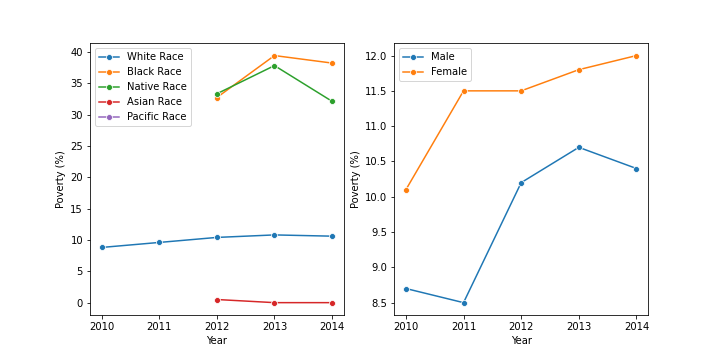 White Race
Black Race
Native Race
Asian Race
Pacific Race
40
35
30
25
20
15
10
5
0
Poverty (%)
2010 2011 2012 2013 2014
Year
Male
Female
12.0
11.5
11.0
10.5
10.0
9.5
9.0
8.5
Poverty (%)
2010 2011 2012 2013 2014
Year